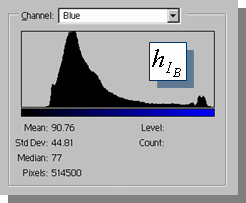 Channel: Blue
h_{I_B}
Mean: 90.76 Level:
Std Dev: 44.81 Count:
Median: 77
Pixels: 514500